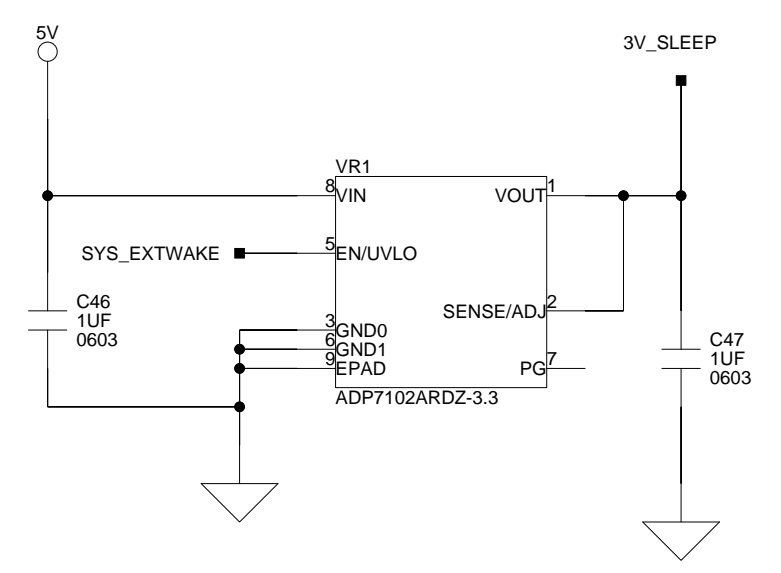 5V
3V_SLEEP
VR1
8 VIN VOUT 1
SYS_EXTWAKE 5 EN/UVLO
C46
1UF
0603
SENSE/ADJ 2
3 GND0
6 GND1
9 EPAD
PG 7
C47
1UF
0603
ADP7102ARDZ-3.3